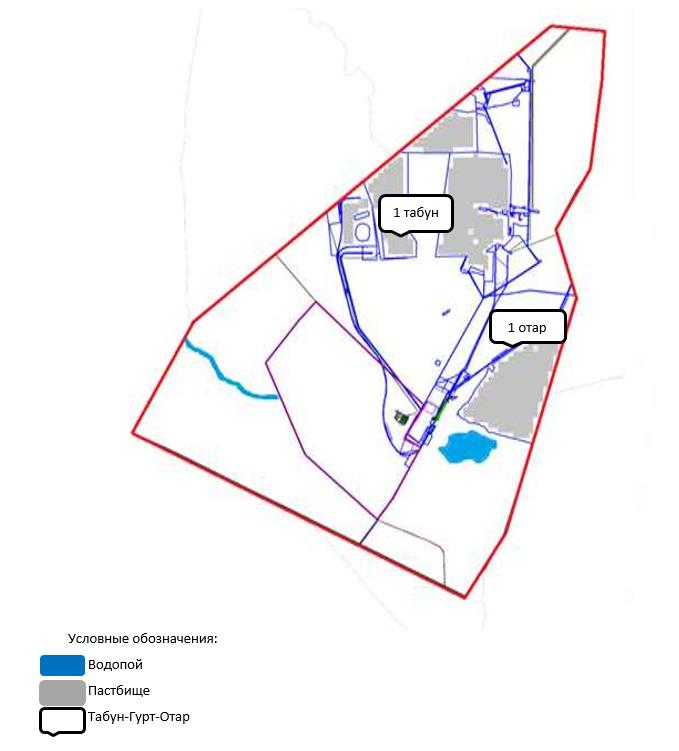 1 табун
1 отар
Условные обозначения:
Водопой
Пастбище
Табун-Гурт-Отар